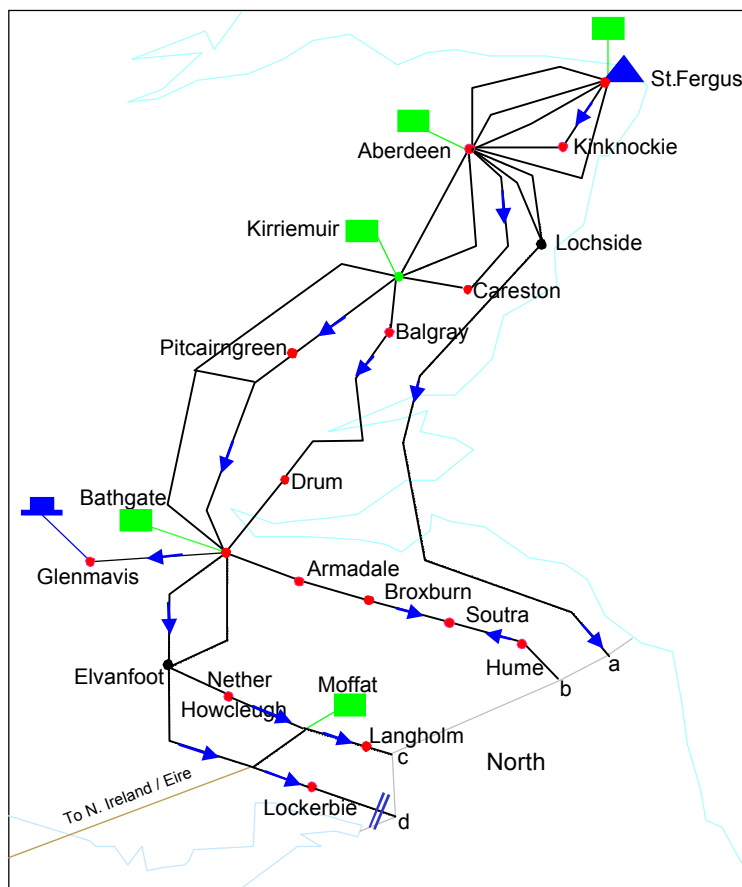 St.Fergus
Aberdeen
Kinknockie
Kirriemuir
Lochside
Careston
Balgray
Pitcairngreen
Drum
Bathgate
Glenmavis
Armadale
Broxburn
Soutra
Hume
a
b
Elvanfoot
Nether
Howcleugh
Moffat
Langholm
c
North
To N. Ireland / Eire
Lockerbie
d